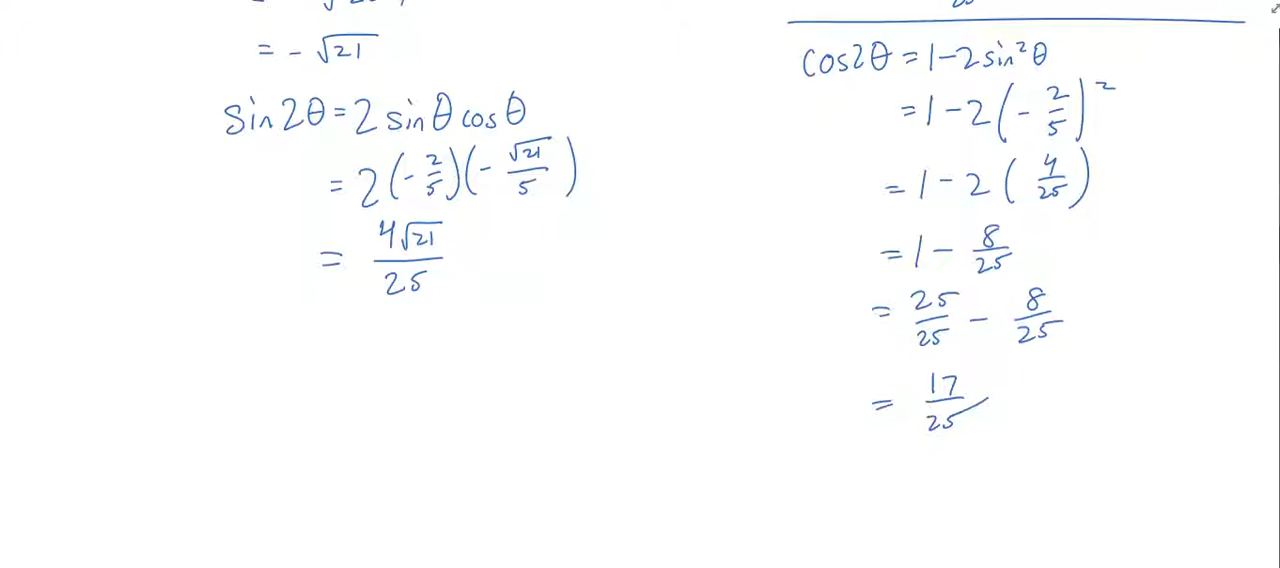 = - √21
sin2θ = 2 sinθ cosθ
= 2(-2/5)(-√21/5)
= 4√21/25
cos2θ = 1-2sin²θ
= 1-2(-2/5)²
= 1-2(4/25)
= 1 - 8/25
= 25/25 - 8/25
= 17/25